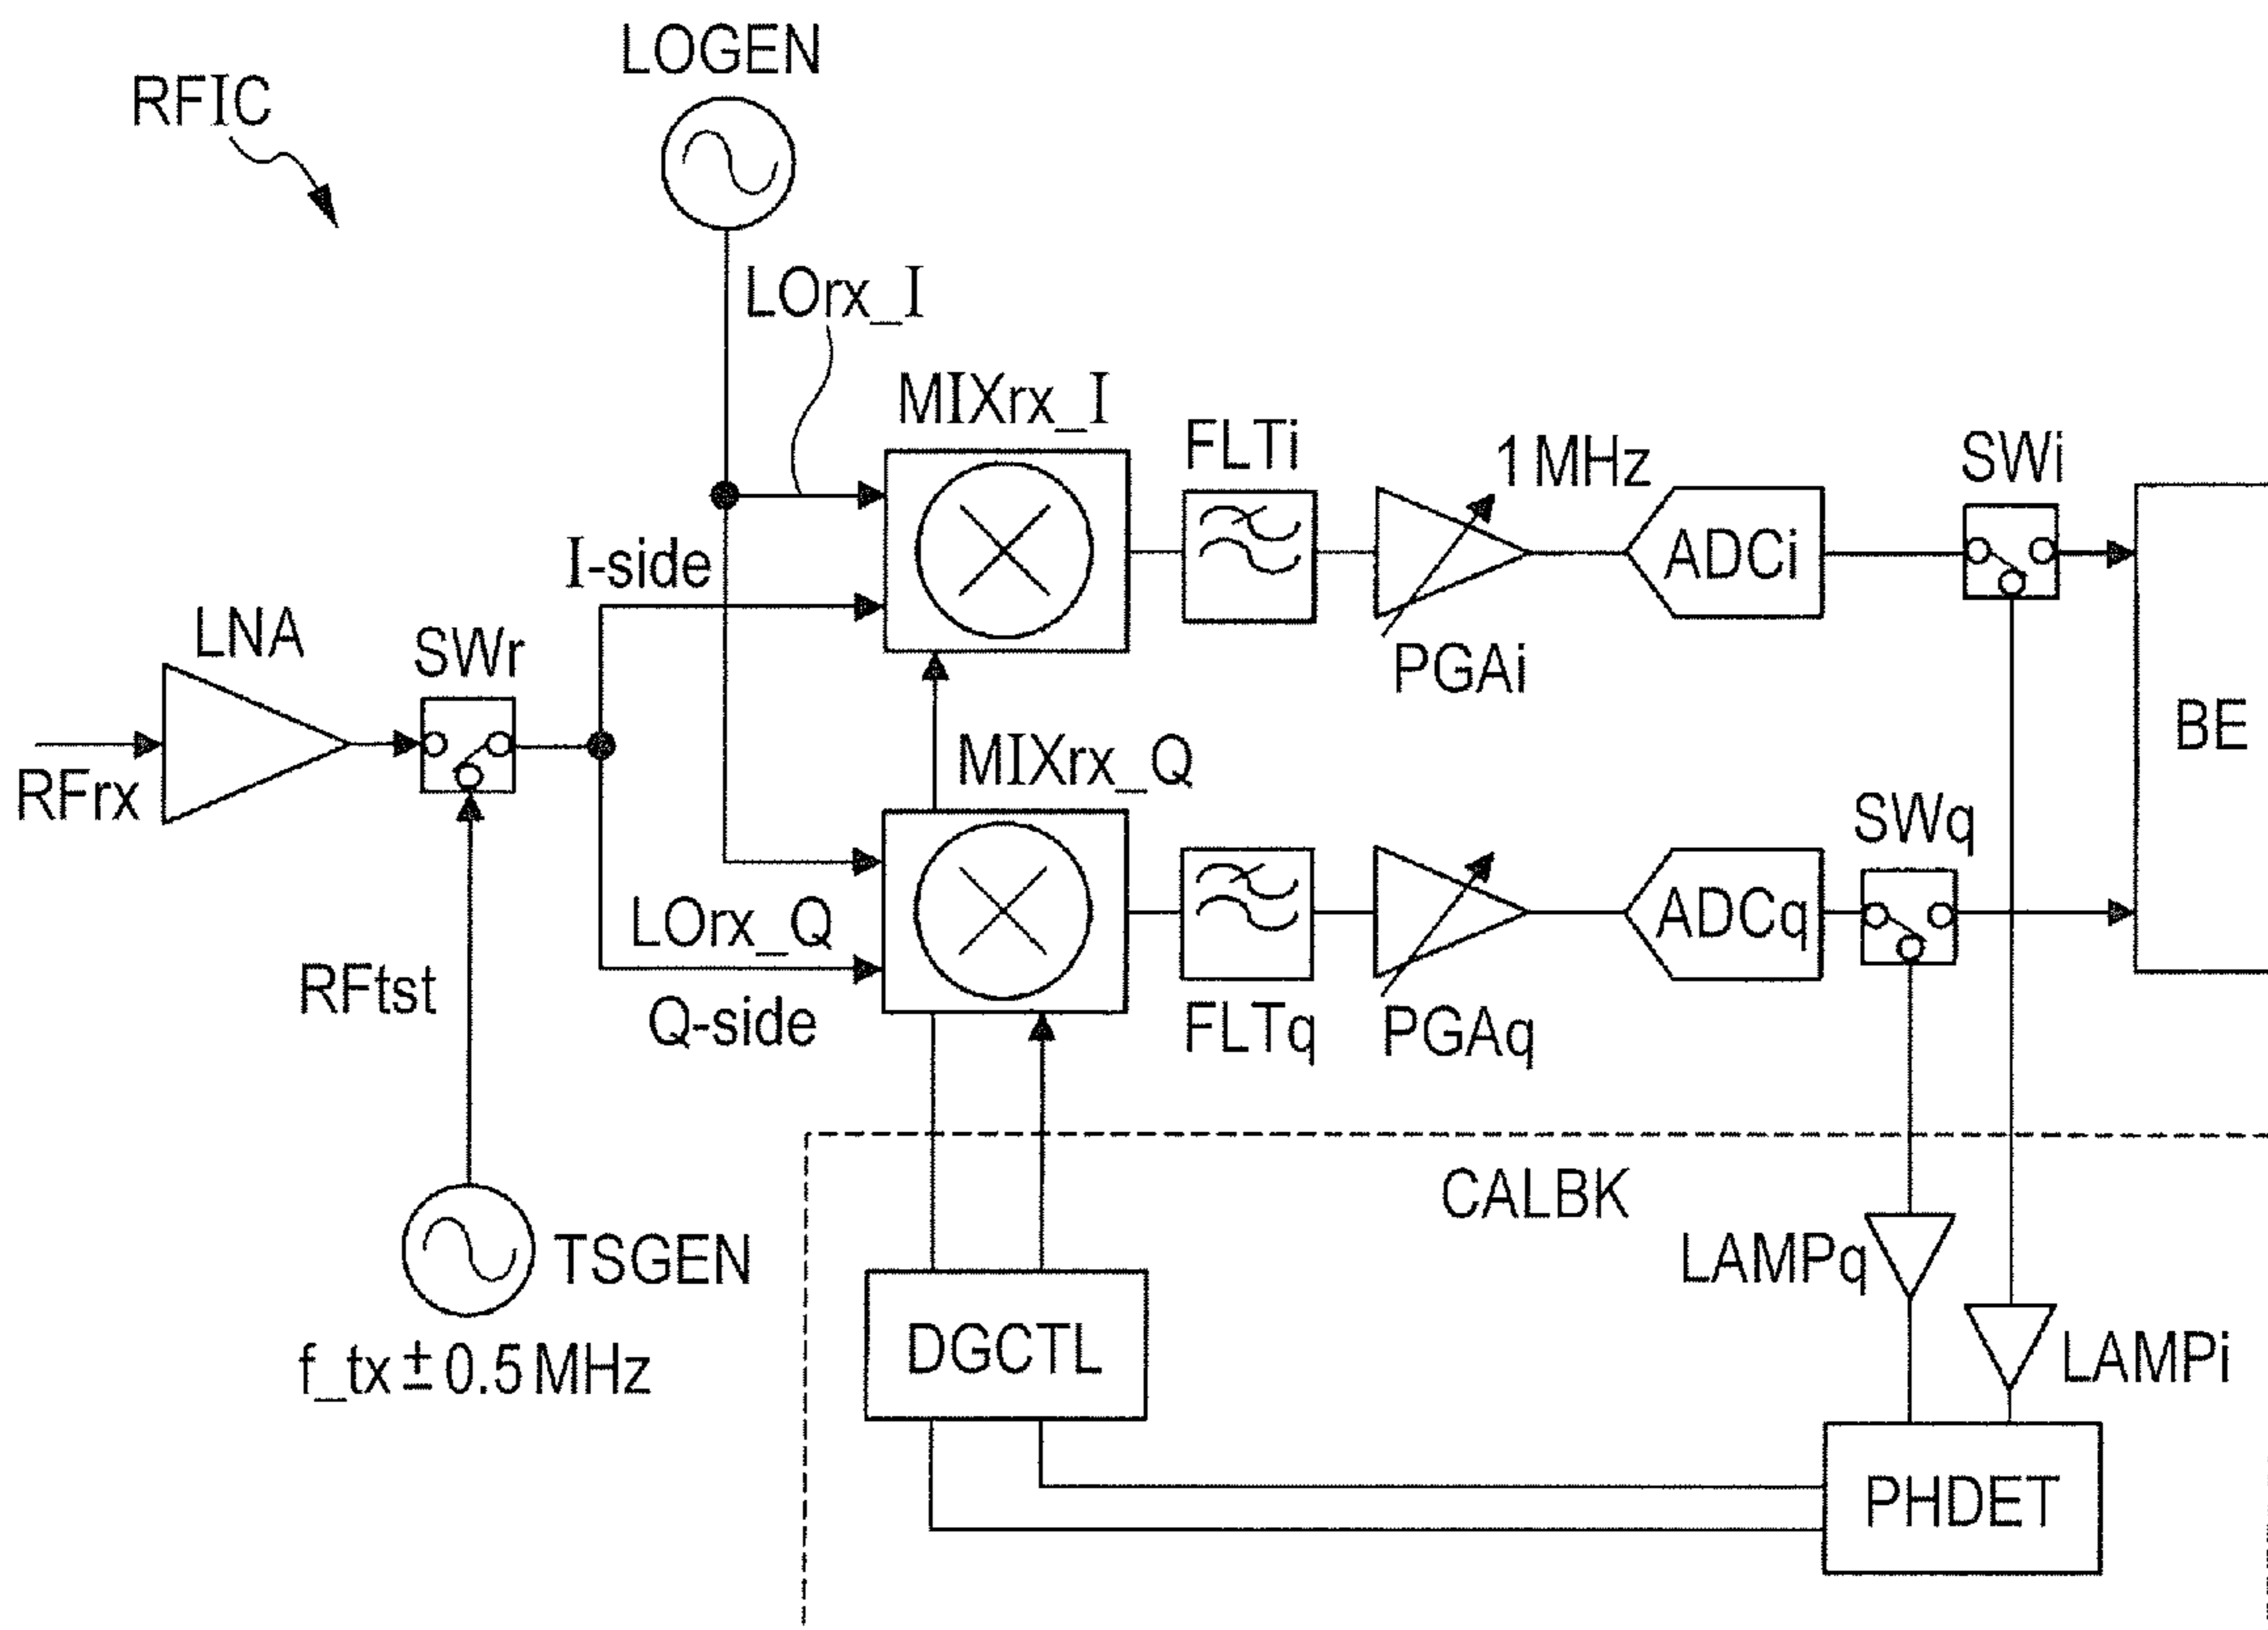 LOGEN
RFIC
LOrx_I
MIXrx_I
FLTi
1 MHz
SWi
ADCi
I-side
LNA
SWr
PGAi
BE
MIXrx_Q
RFrx
SWq
LOrx_Q
ADCq
RFtst
Q-side
FLTq
PGAq
CALBK
LAMPq
TSGEN
DGCTL
LAMPi
f_tx ± 0.5 MHz
PHDET